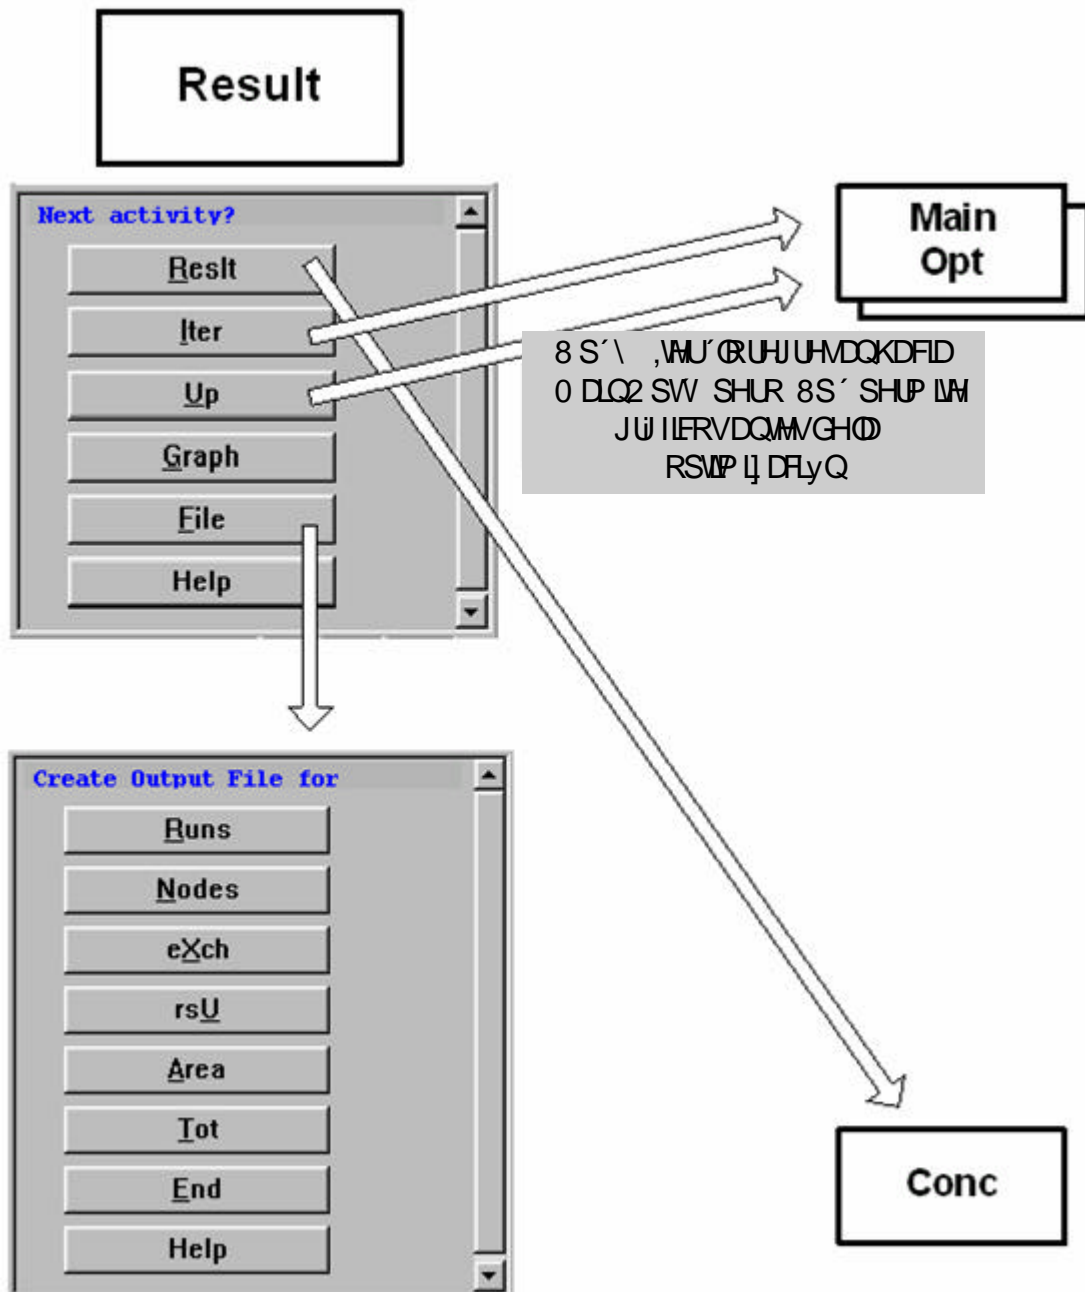 Result
Next activity?
Reslt
Iter
Up
Graph
File
Help
Main
Opt
Create Output File for
Runs
Nodes
eXch
rsU
Area
Tot
End
Help
Conc